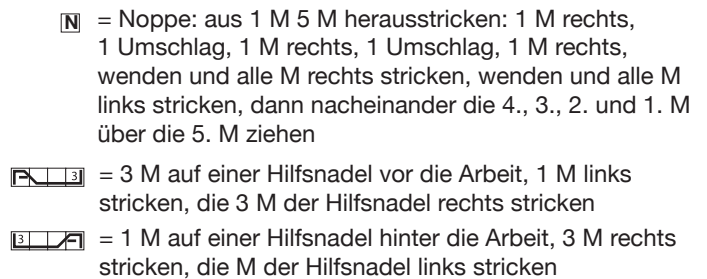 N = Noppe: aus 1 M 5 M herausstricken: 1 M rechts,
1 Umschlag, 1 M rechts, 1 Umschlag, 1 M rechts,
wenden und alle M rechts stricken, wenden und alle M
links stricken, dann nacheinander die 4., 3., 2. und 1. M
über die 5. M ziehen
3 = 3 M auf einer Hilfsnadel vor die Arbeit, 1 M links
stricken, die 3 M der Hilfsnadel rechts stricken
3 = 1 M auf einer Hilfsnadel hinter die Arbeit, 3 M rechts
stricken, die M der Hilfsnadel links stricken